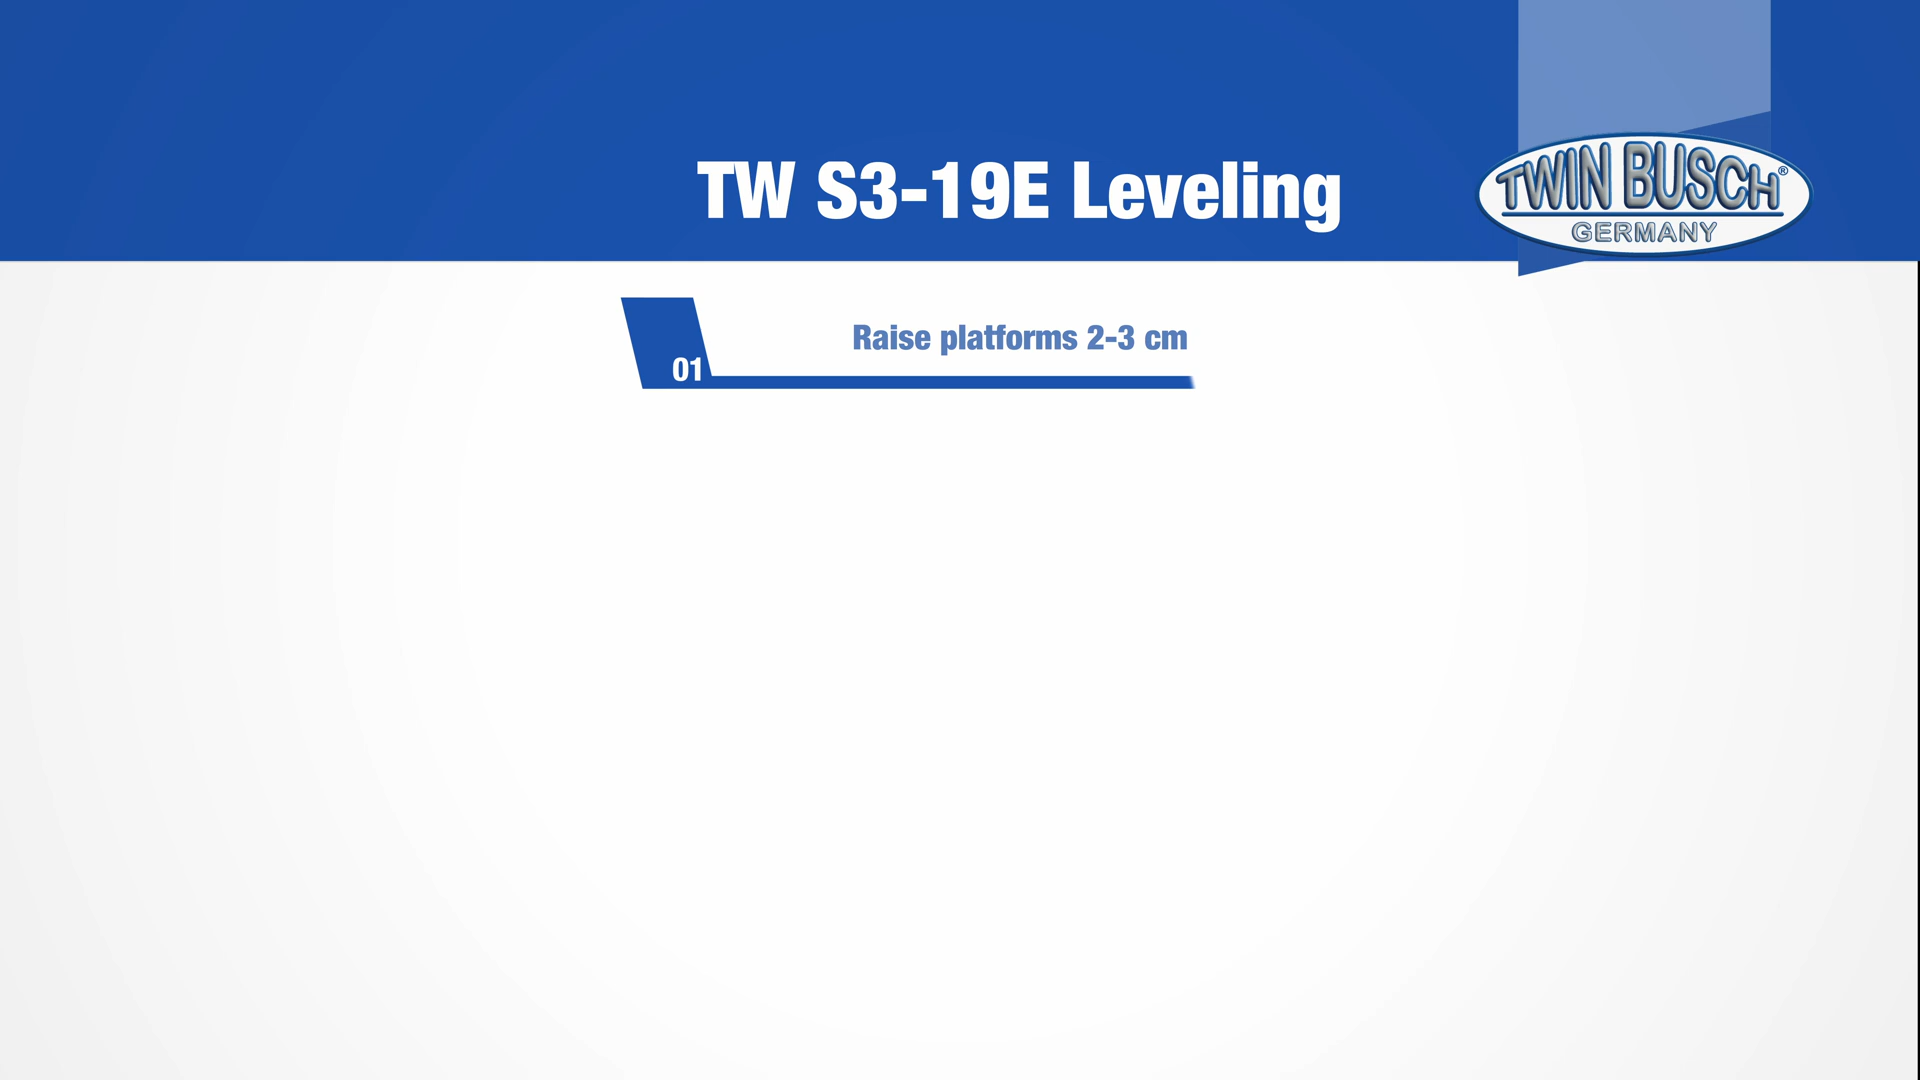 TW S3-19E Leveling
TWIN BUSCH®
GERMANY
01
Raise platforms 2-3 cm